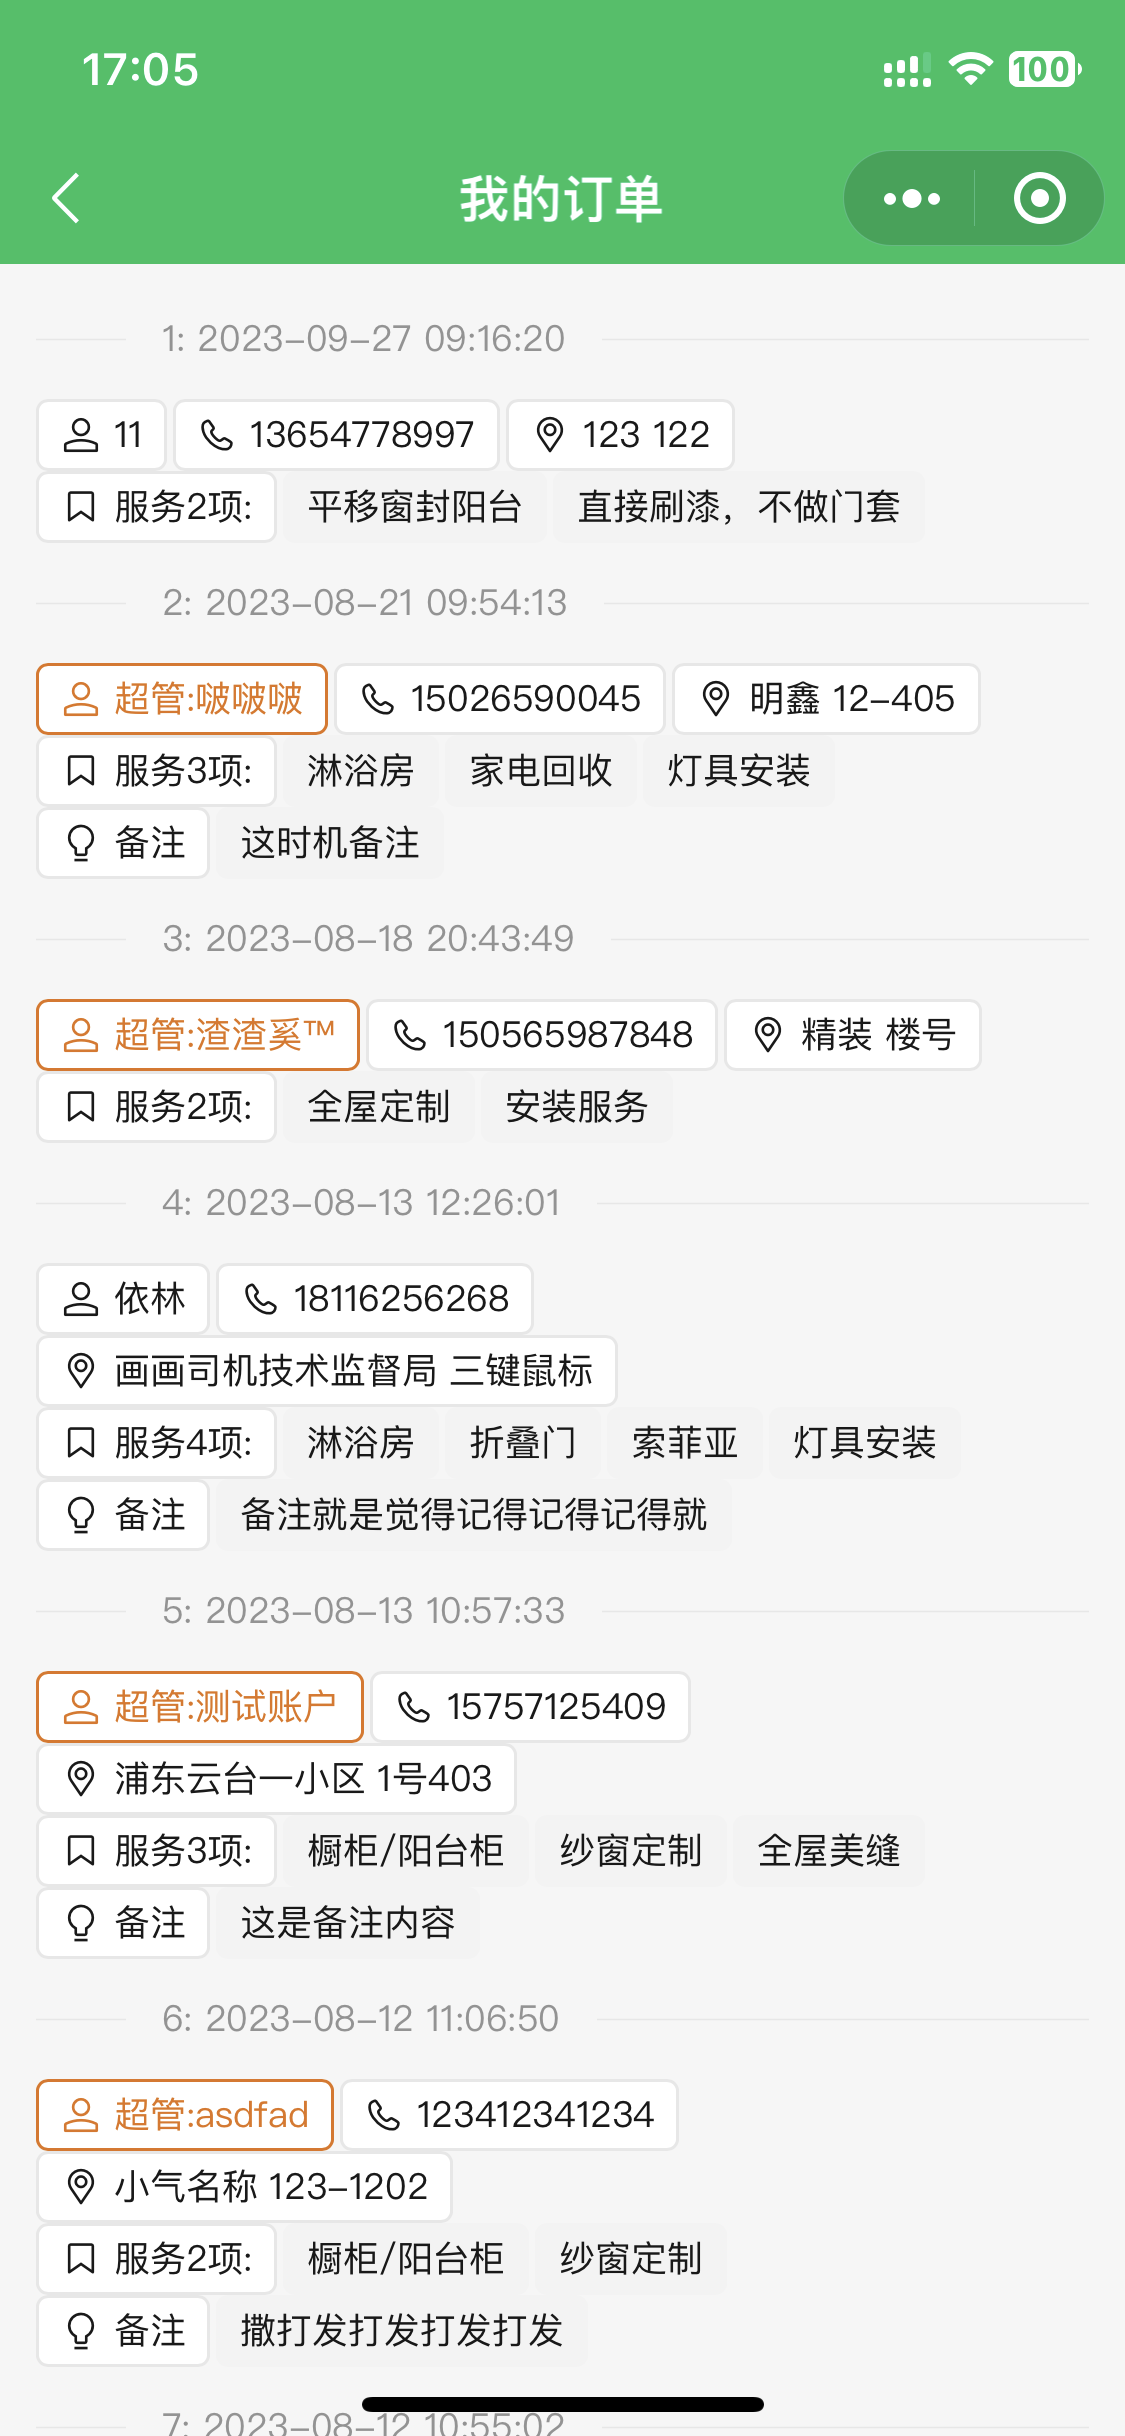 17:05
100
我的订单
1: 2023-09-27 09:16:20
11 13654778997 123 122
服务2项: 平移窗封阳台 直接刷漆，不做门套
2: 2023-08-21 09:54:13
超管:啵啵啵 15026590045 明鑫 12-405
服务3项: 淋浴房 家电回收 灯具安装
备注 这时机备注
3: 2023-08-18 20:43:49
超管:渣渣奚™ 150565987848 精装 楼号
服务2项: 全屋定制 安装服务
4: 2023-08-13 12:26:01
依林 18116256268
画画司机技术监督局 三键鼠标
服务4项: 淋浴房 折叠门 索菲亚 灯具安装
备注 备注就是觉得记得记得记得就
5: 2023-08-13 10:57:33
超管:测试账户 15757125409
浦东云台一小区 1号403
服务3项: 橱柜/阳台柜 纱窗定制 全屋美缝
备注 这是备注内容
6: 2023-08-12 11:06:50
超管:asdfad 123412341234
小气名称 123-1202
服务2项: 橱柜/阳台柜 纱窗定制
备注 撒打发打发打发打发
7: 2023-08-12 10:55:02